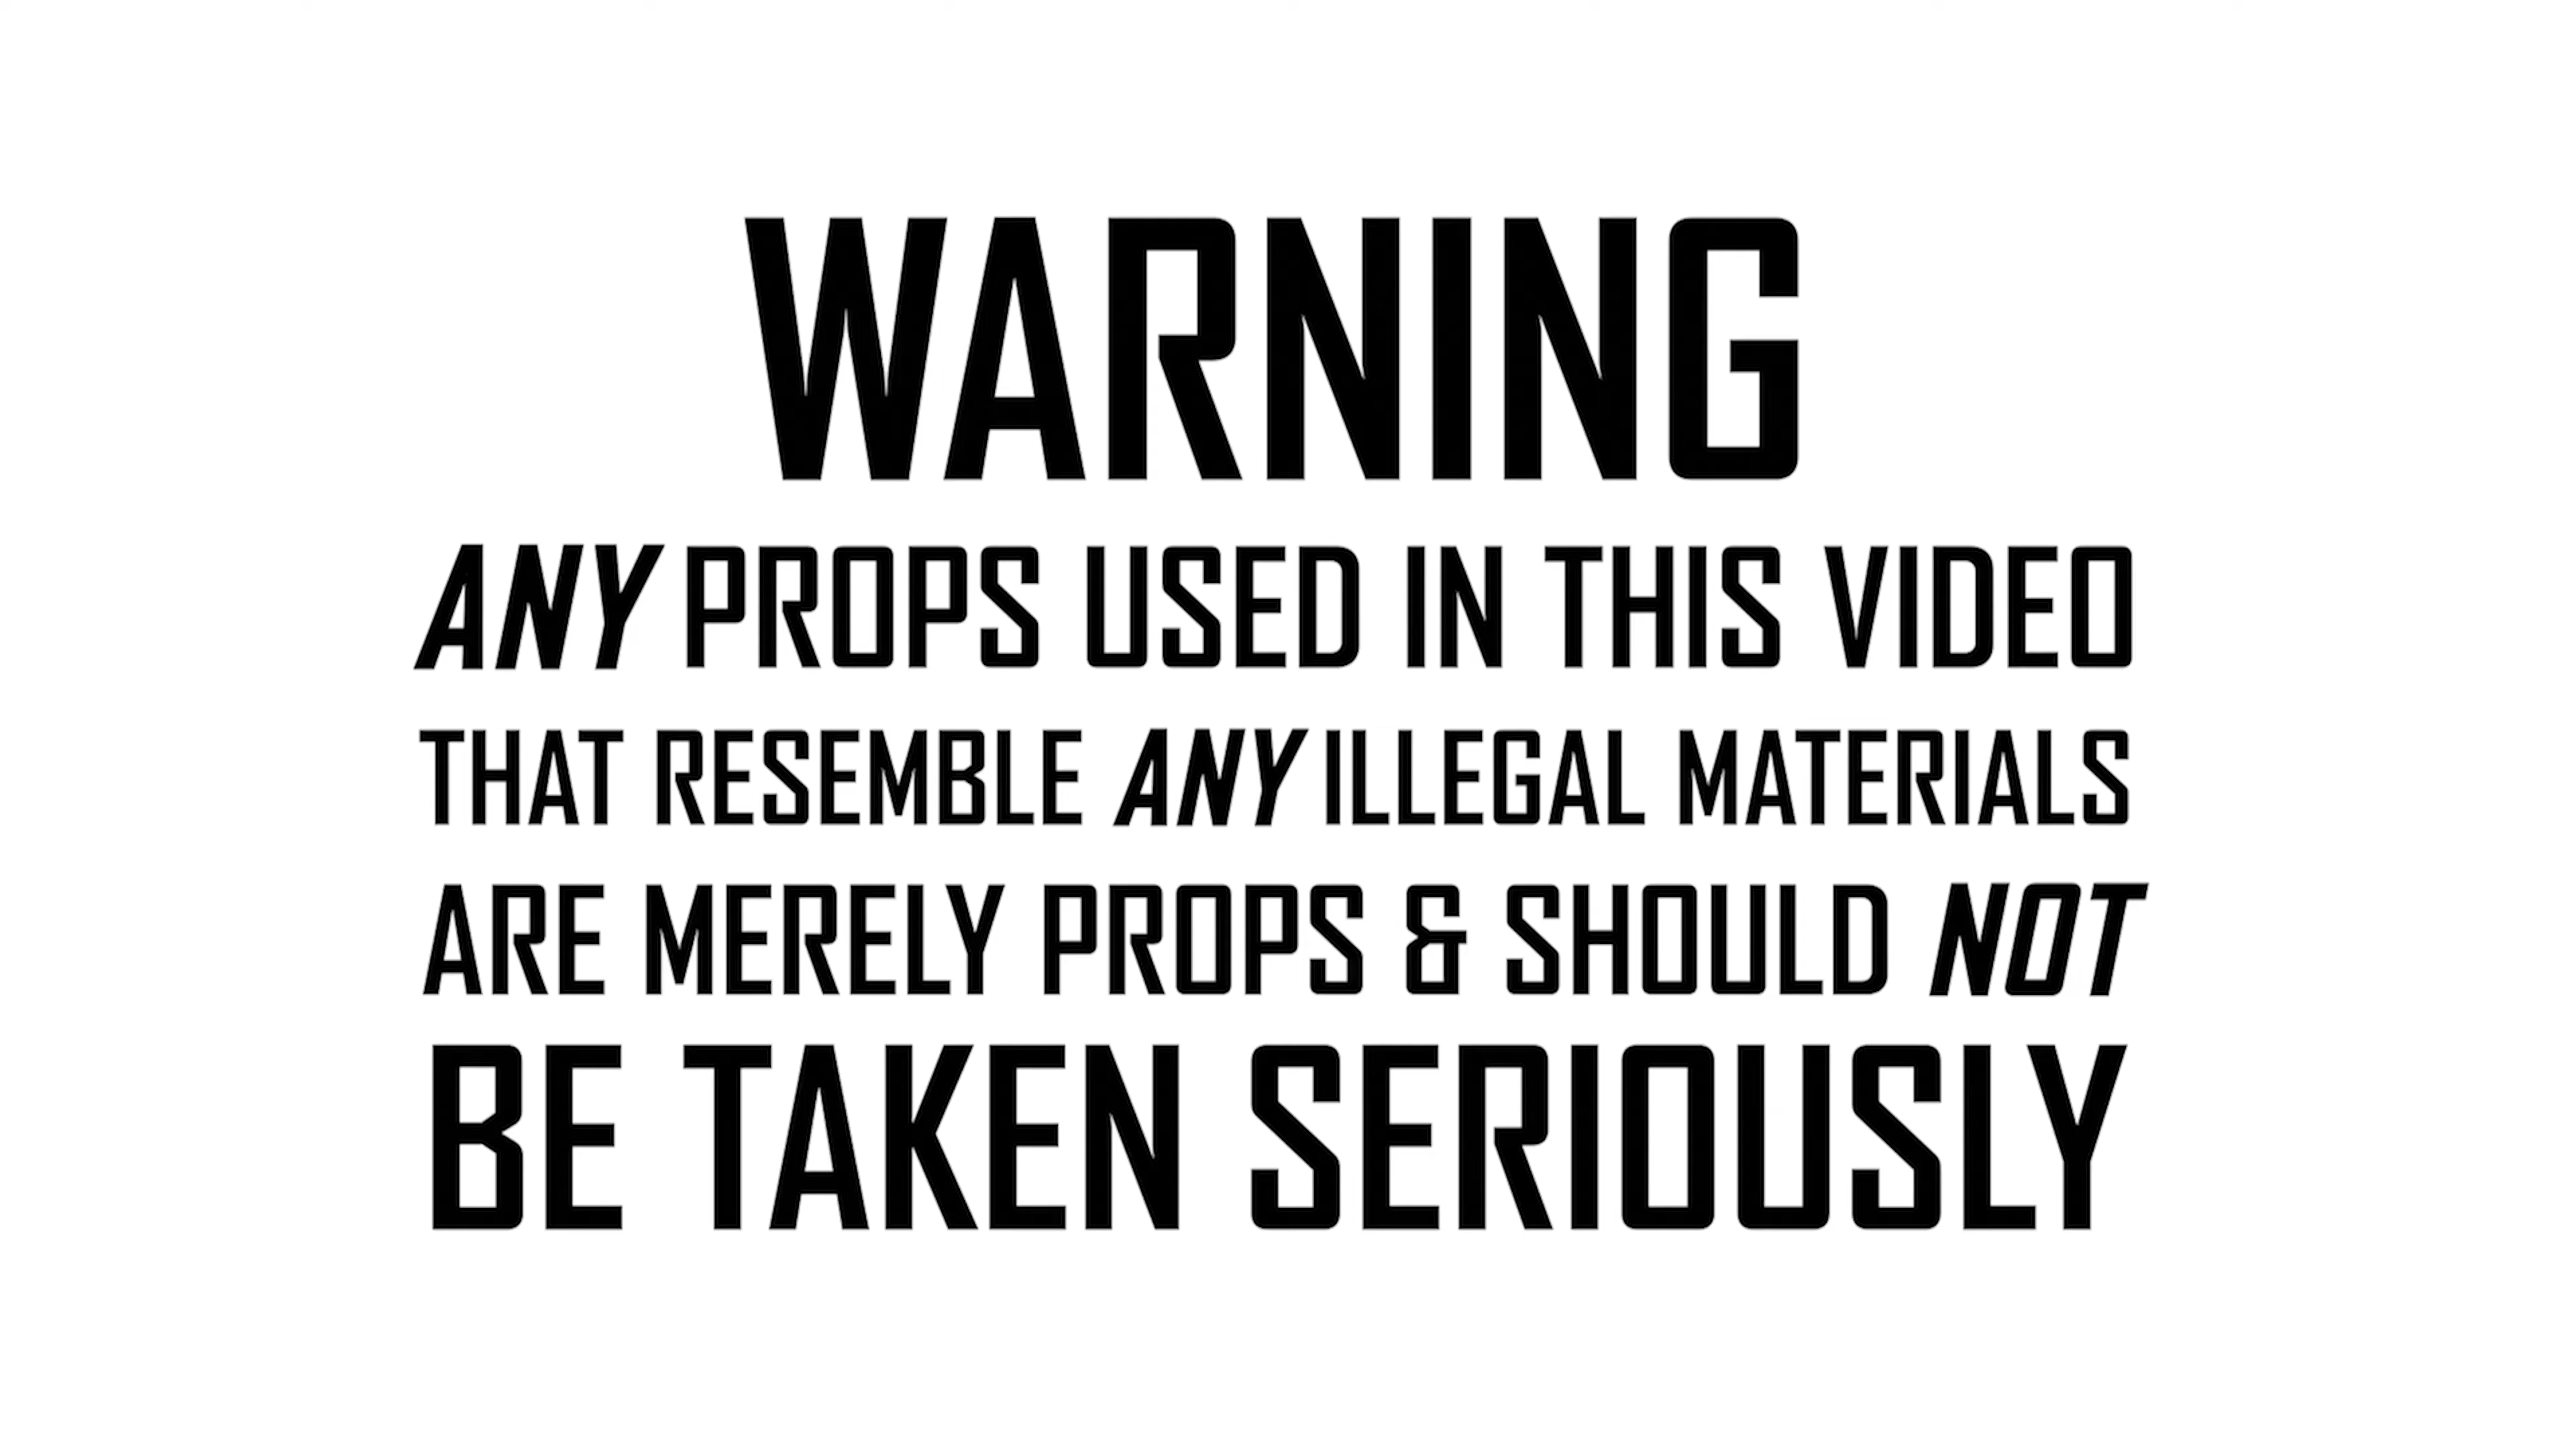 WARNING
ANY PROPS USED IN THIS VIDEO
THAT RESEMBLE ANY ILLEGAL MATERIALS
ARE MERELY PROPS & SHOULD NOT
BE TAKEN SERIOUSLY